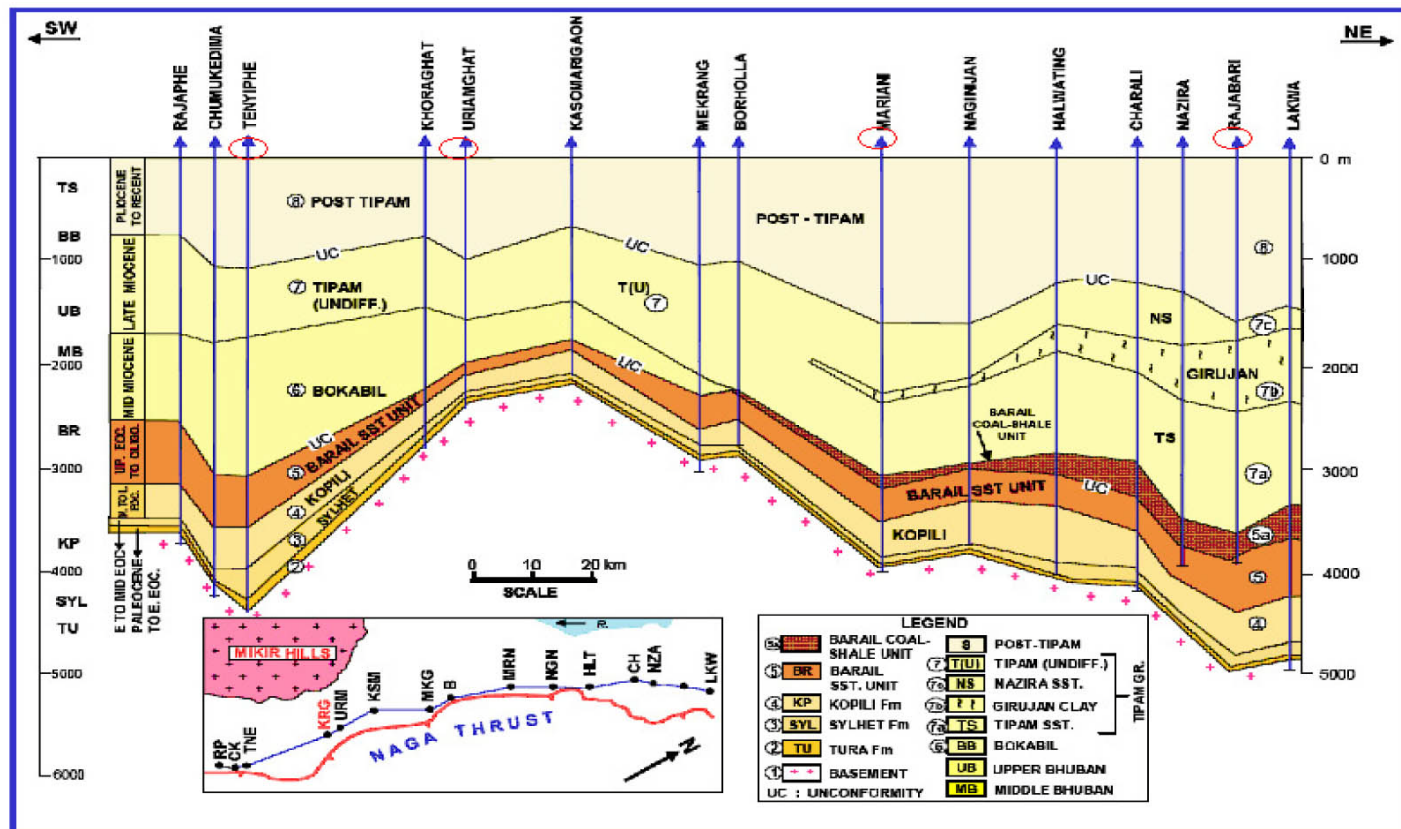 SW
NE
RAJAPHE
CHUMUKEDIMA
TENYIPHE
KHORAGHAT
URIAMGHAT
KASOMARIGAON
MEKRANG
BORHOLLA
MARIANI
NAGINJAN
HALWATING
CHARALI
NAZIRA
RAJABARI
LAKWA
0 m
TS
PLIOCENE
TO RECENT
8 POST TIPAM
POST - TIPAM
8
BB
1000
UC
UC
UC
1000
LATE MIOCENE
7 TIPAM
(UNDIFF.)
T(U)
7
UB
NS
7c
MB
2000
GIRUJAN
2000
MID MIOCENE
6 BOKABIL
UC
7b
UC
BARAIL
COAL-SHALE
UNIT
TS
BR
UP. EOC.
TO OLIGO.
5 BARAIL SST UNIT
3000
3000
7a
BARAIL SST UNIT
UC
M. TO L.
EOC.
4 KOPILI
KOPILI
5a
SYLHET
3
KP
2
4000
4000
5
SYL
E TO MID EOC
PALEOCENE
TO E. EOC.
0 10 20 km
SCALE
4
TU
5000
5000
6000
MIKIR HILLS
R.
RP
CK
TNE
KRG
URM
KSM
MKG
B
MRN
NGN
HLT
CH
NZA
LKW
NAGA THRUST
N
LEGEND
5a BARAIL COAL-
SHALE UNIT
5 BR BARAIL
SST. UNIT
4 KP KOPILI Fm
3 SYL SYLHET Fm
2 TU TURA Fm
1 BASEMENT
UC : UNCONFORMITY
8 POST-TIPAM
7 T(U) TIPAM (UNDIFF.)
7c NS NAZIRA SST.
7b GIRUJAN CLAY
7a TS TIPAM SST.
TIPAM GR.
6 BB BOKABIL
UB UPPER BHUBAN
MB MIDDLE BHUBAN